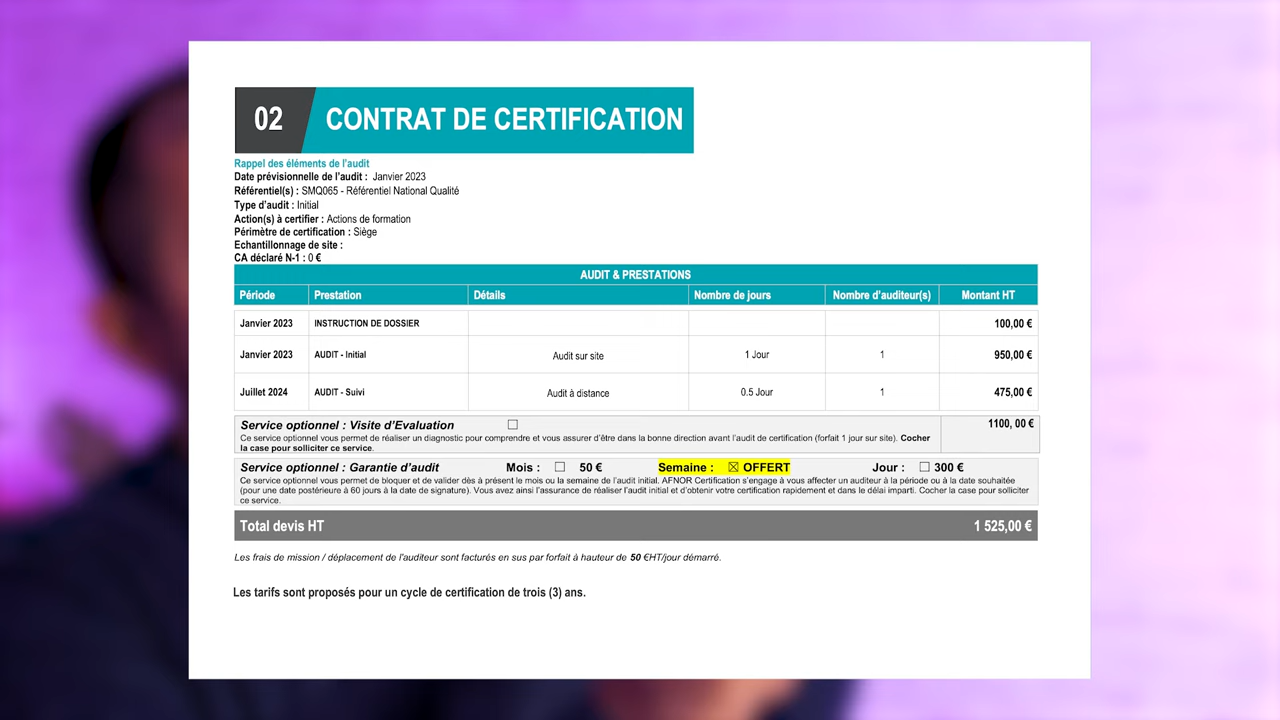 02 CONTRAT DE CERTIFICATION
Rappel des éléments de l'audit
Date prévisionnelle de l'audit : Janvier 2023
Référentiel(s) : SMQ065 - Référentiel National Qualité
Type d'audit : Initial
Action(s) à certifier : Actions de formation
Périmètre de certification : Siège
Echantillonnage de site :
CA déclaré N-1 : 0 €
AUDIT & PRESTATIONS
Période Prestation Détails Nombre de jours Nombre d'auditeur(s) Montant HT
Janvier 2023 INSTRUCTION DE DOSSIER 100,00 €
Janvier 2023 AUDIT - Initial Audit sur site 1 Jour 1 950,00 €
Juillet 2024 AUDIT - Suivi Audit à distance 0.5 Jour 1 475,00 €
Service optionnel : Visite d'Evaluation ☐ 1100, 00 €
Ce service optionnel vous permet de réaliser un diagnostic pour comprendre et vous assurer d'être dans la bonne direction avant l'audit de certification (forfait 1 jour sur site). Cocher
la case pour solliciter ce service.
Service optionnel : Garantie d'audit Mois : ☐ 50 € Semaine : ☒ OFFERT Jour : ☐ 300 €
Ce service optionnel vous permet de bloquer et de valider dès à présent le mois ou la semaine de l'audit initial. AFNOR Certification s'engage à vous affecter un auditeur à la période ou à la date souhaitée
(pour une date postérieure à 60 jours à la date de signature). Vous avez ainsi l'assurance de réaliser l'audit initial et d'obtenir votre certification rapidement et dans le délai imparti. Cocher la case pour solliciter
ce service.
Total devis HT 1 525,00 €
Les frais de mission / déplacement de l'auditeur sont facturés en sus par forfait à hauteur de 50 €HT/jour démarré.
Les tarifs sont proposés pour un cycle de certification de trois (3) ans.